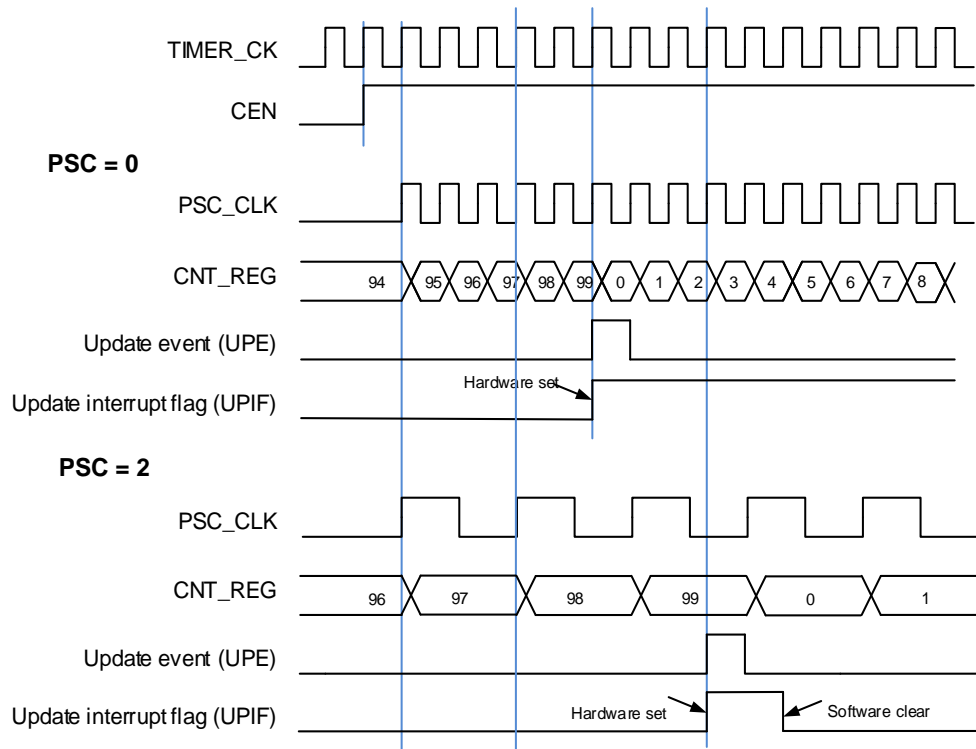 TIMER_CK
CEN
PSC = 0
PSC_CLK
CNT_REG 94 95 96 97 98 99 0 1 2 3 4 5 6 7 8
Update event (UPE)
Hardware set
Update interrupt flag (UPIF)
PSC = 2
PSC_CLK
CNT_REG 96 97 98 99 0 1
Update event (UPE)
Update interrupt flag (UPIF) Hardware set Software clear